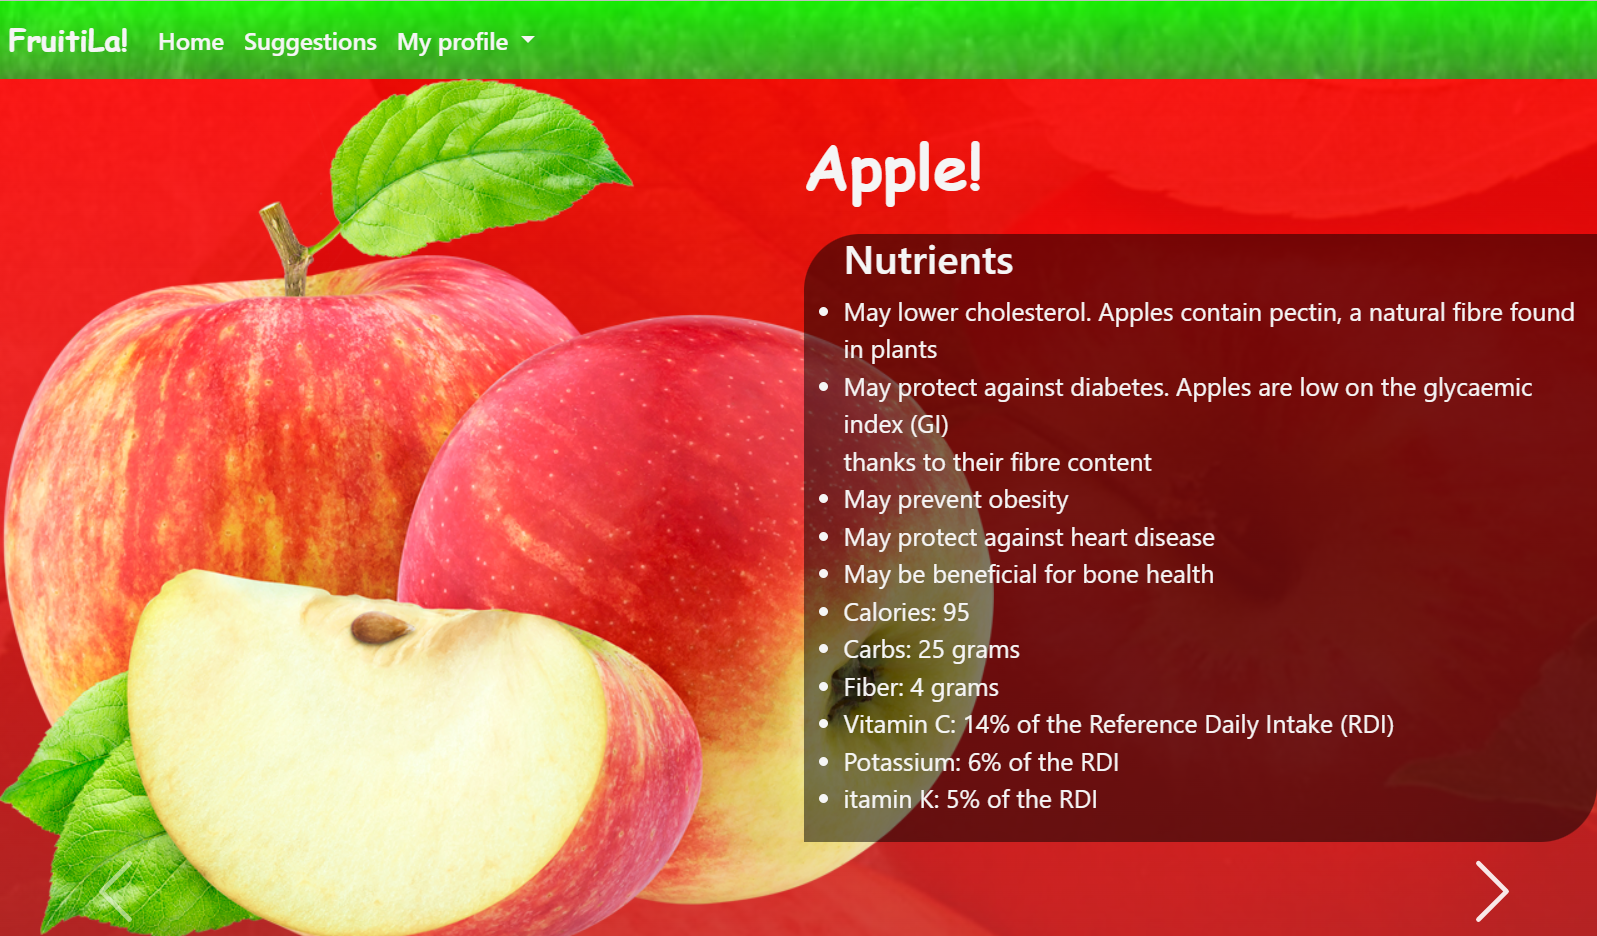 FruitiLa! Home Suggestions My profile
Apple!
Nutrients
May lower cholesterol. Apples contain pectin, a natural fibre found
in plants
May protect against diabetes. Apples are low on the glycaemic
index (GI)
thanks to their fibre content
May prevent obesity
May protect against heart disease
May be beneficial for bone health
Calories: 95
Carbs: 25 grams
Fiber: 4 grams
Vitamin C: 14% of the Reference Daily Intake (RDI)
Potassium: 6% of the RDI
itamin K: 5% of the RDI